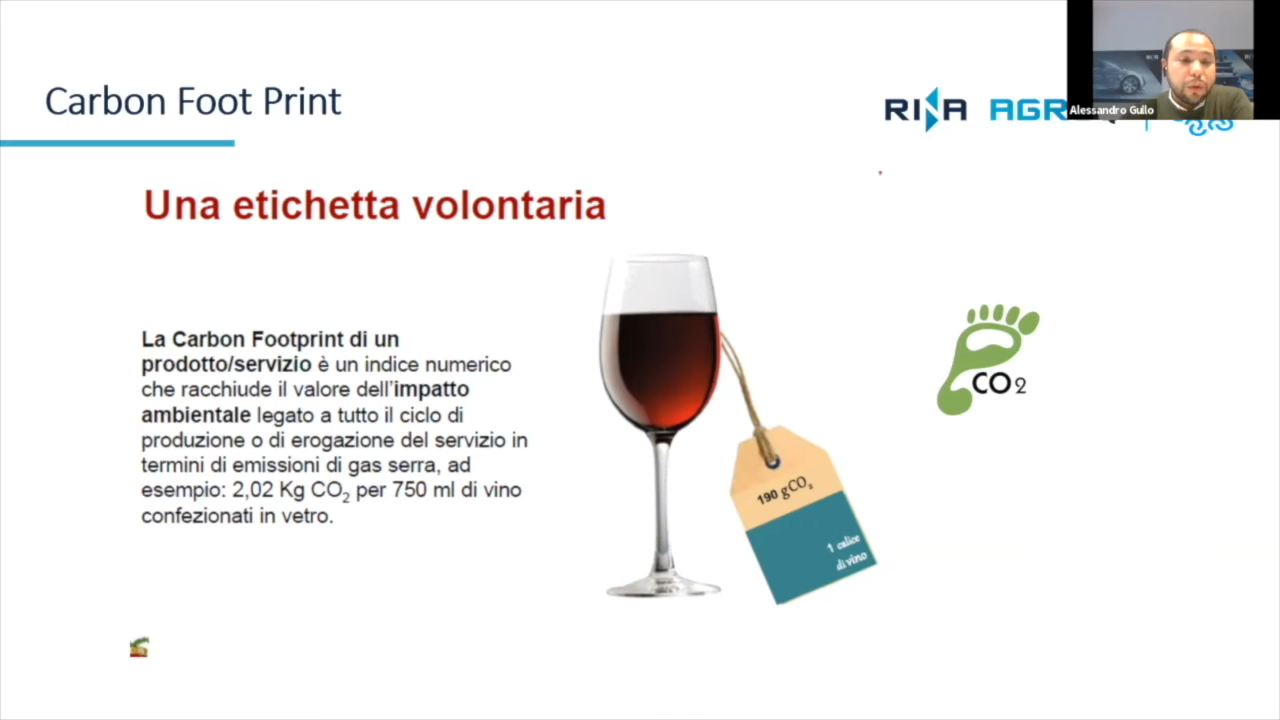 Carbon Foot Print
RINA AGR
Alessandro Gullo
Una etichetta volontaria
La Carbon Footprint di un
prodotto/servizio è un indice numerico
che racchiude il valore dell'impatto
ambientale legato a tutto il ciclo di
produzione o di erogazione del servizio in
termini di emissioni di gas serra, ad
esempio: 2,02 Kg CO₂ per 750 ml di vino
confezionati in vetro.
190 gCO₂
1 calice
di vino
CO2